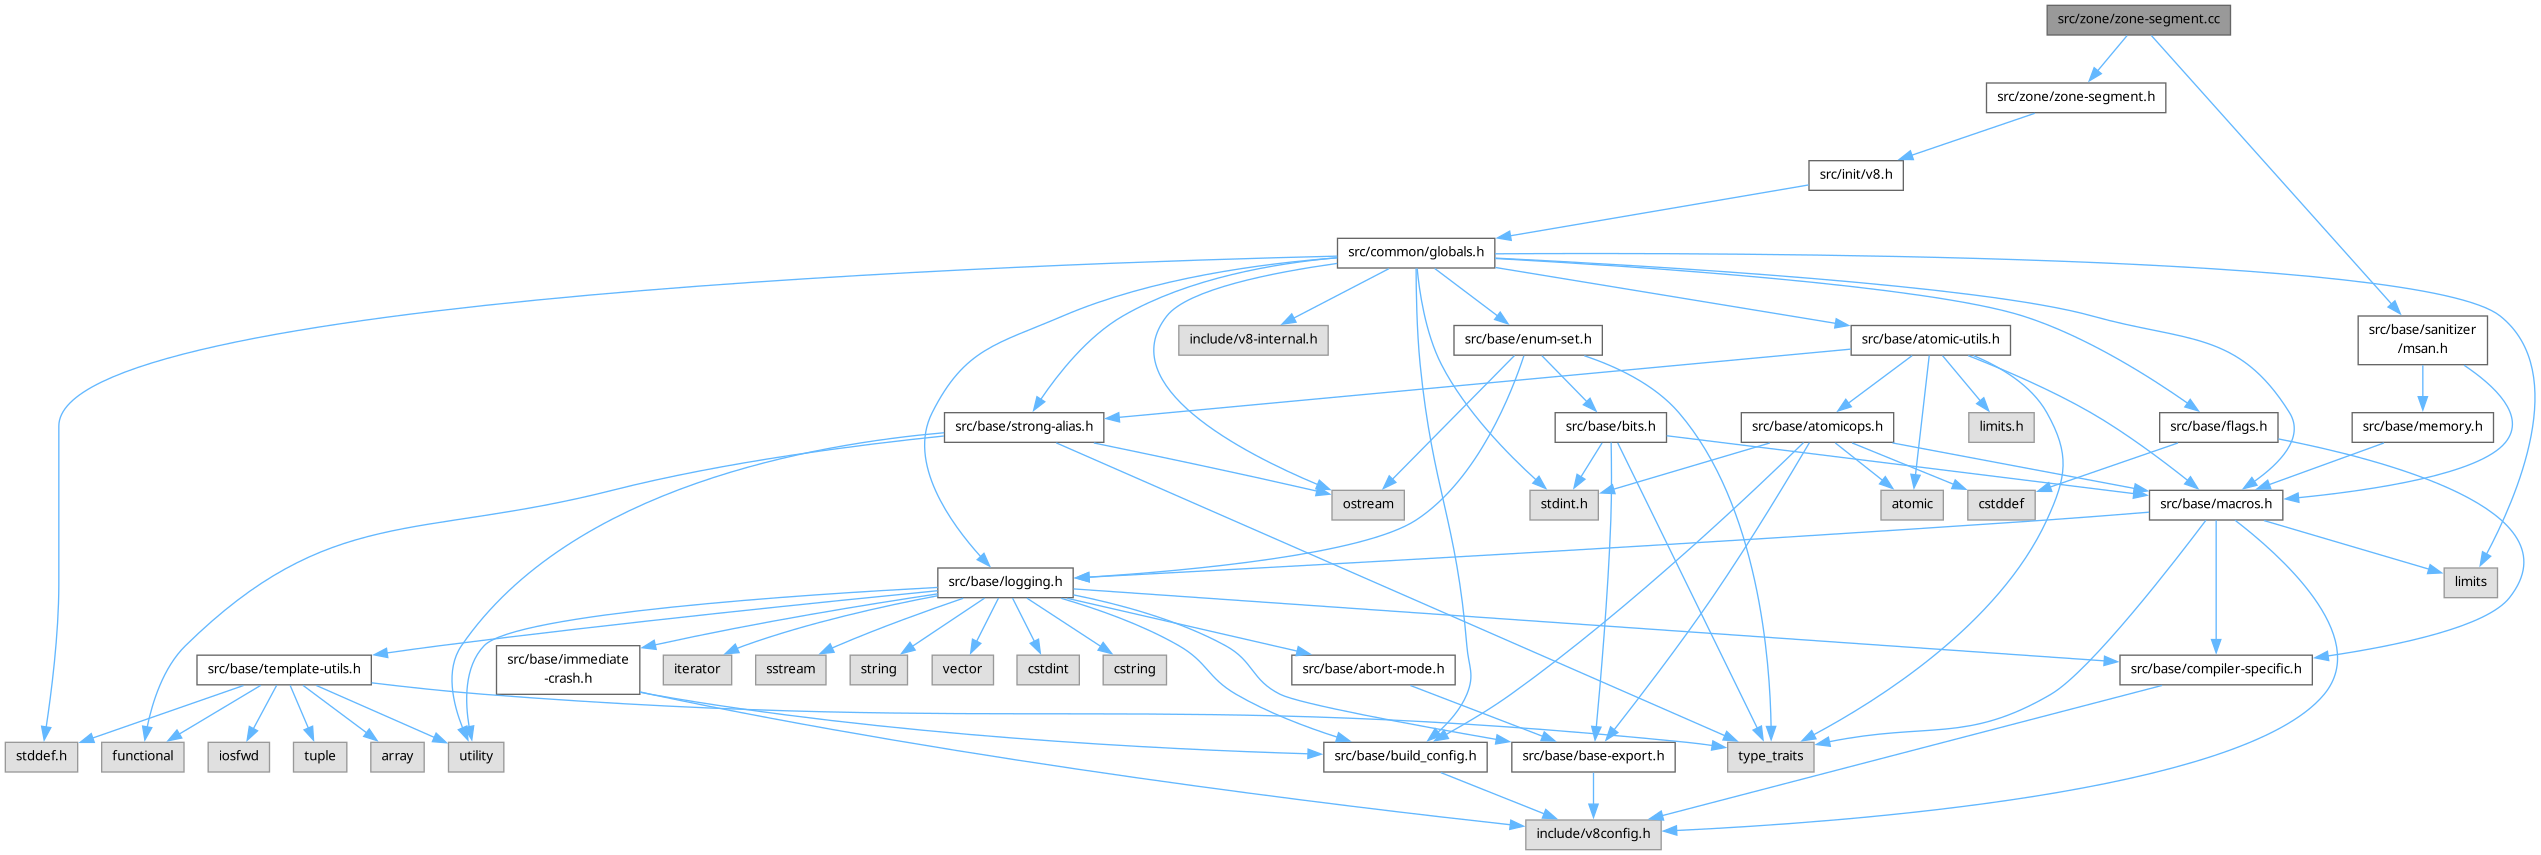 src/zone/zone-segment.cc
src/zone/zone-segment.h
src/init/v8.h
src/common/globals.h
include/v8-internal.h
src/base/enum-set.h
src/base/atomic-utils.h
src/base/sanitizer
/msan.h
src/base/strong-alias.h
src/base/bits.h
src/base/atomicops.h
limits.h
src/base/flags.h
src/base/memory.h
ostream
stdint.h
atomic
cstddef
src/base/macros.h
src/base/logging.h
limits
src/base/template-utils.h
src/base/immediate
-crash.h
iterator
sstream
string
vector
cstdint
cstring
src/base/abort-mode.h
src/base/compiler-specific.h
stddef.h
functional
iosfwd
tuple
array
utility
src/base/build_config.h
src/base/base-export.h
type_traits
include/v8config.h